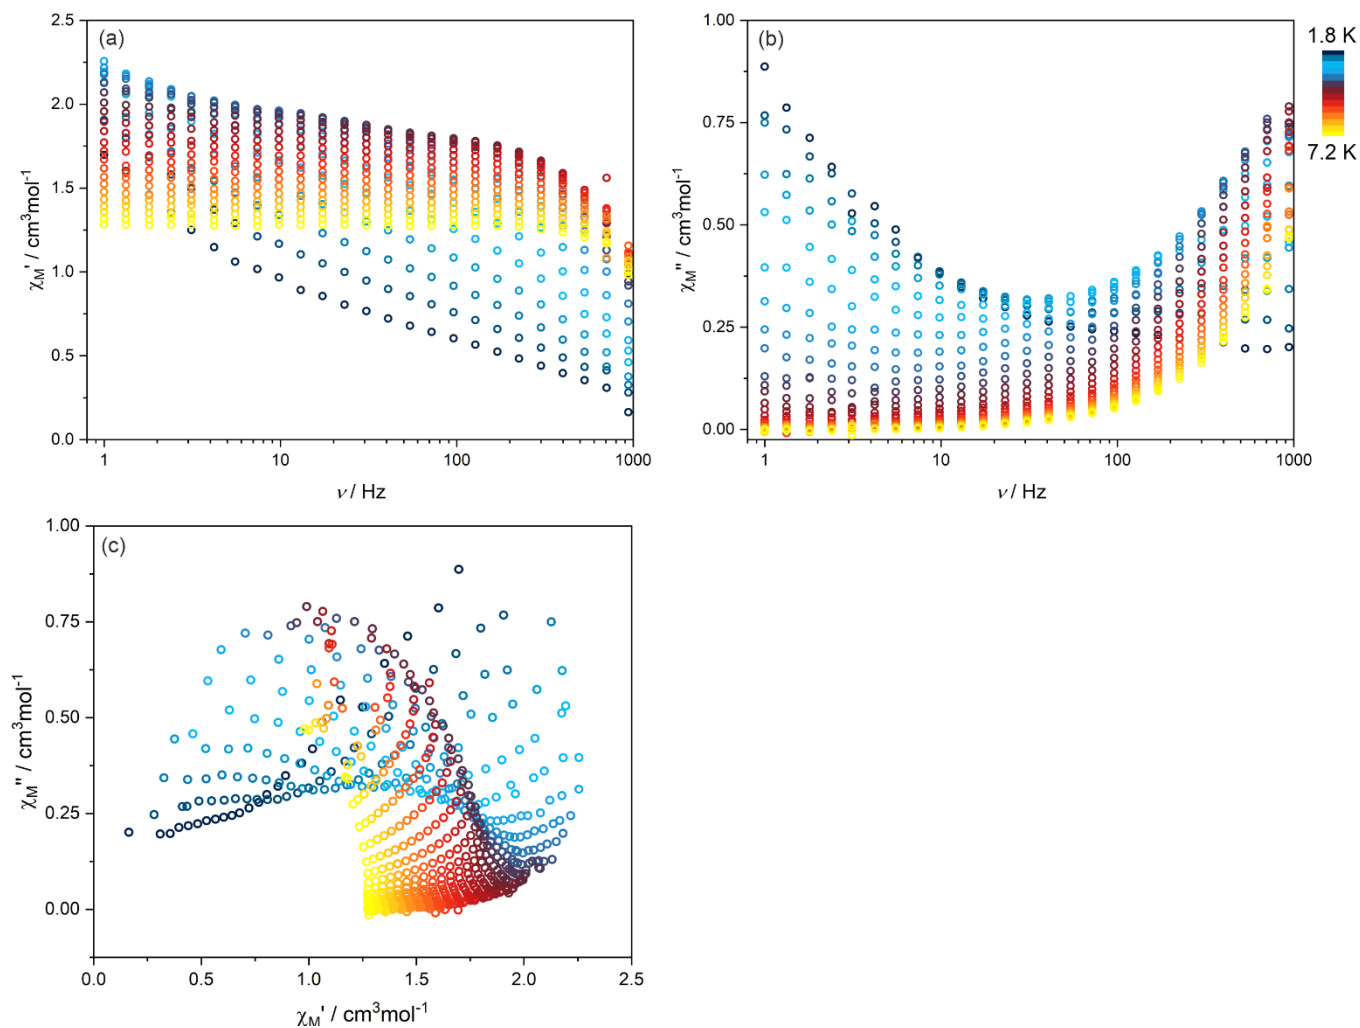 (a)
2.5
2.0
1.5
1.0
0.5
0.0
χM' / cm³mol⁻¹
1 10 100 1000
ν / Hz
(b)
1.00
0.75
0.50
0.25
0.00
χM'' / cm³mol⁻¹
1 10 100 1000
ν / Hz
1.8 K
7.2 K
(c)
1.00
0.75
0.50
0.25
0.00
χM'' / cm³mol⁻¹
0.0 0.5 1.0 1.5 2.0 2.5
χM' / cm³mol⁻¹